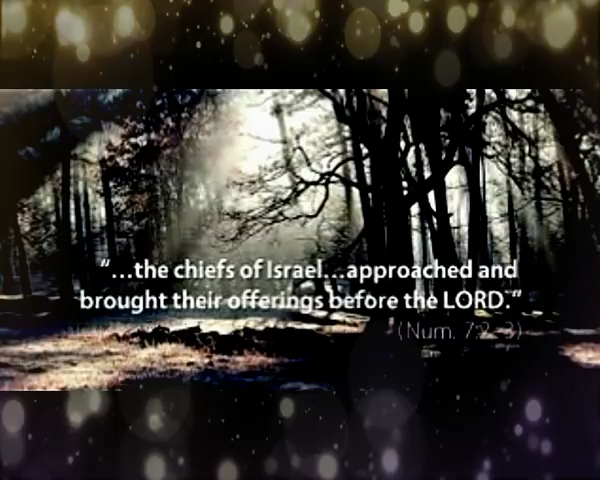 “...the chiefs of Israel...approached and
brought their offerings before the LORD.”
(Num. 7:2-3)